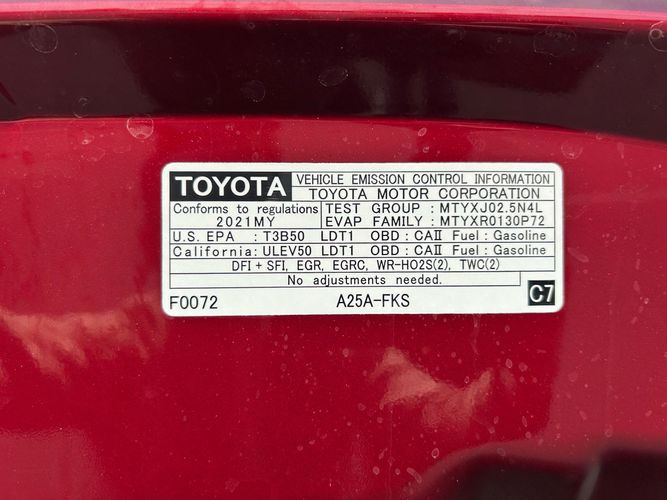 TOYOTA VEHICLE EMISSION CONTROL INFORMATION
TOYOTA MOTOR CORPORATION
Conforms to regulations TEST GROUP : MTYXJ02.5N4L
2021MY EVAP FAMILY : MTYXR0130P72
U.S. EPA : T3B50 LDT1 OBD : CAII Fuel : Gasoline
California: ULEV50 LDT1 OBD : CAII Fuel : Gasoline
DFI + SFI, EGR, EGRC, WR-HO2S(2), TWC(2)
No adjustments needed.
F0072 A25A-FKS C7